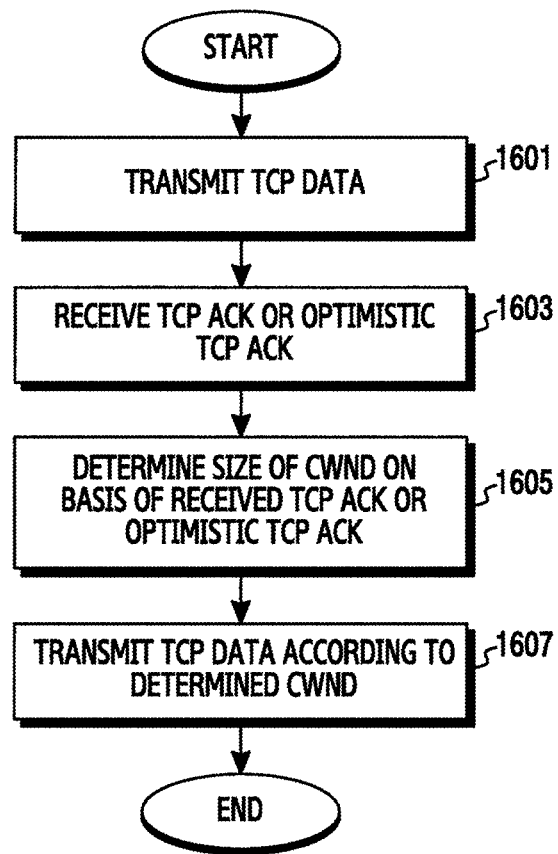 START
TRANSMIT TCP DATA
1601
RECEIVE TCP ACK OR OPTIMISTIC
TCP ACK
1603
DETERMINE SIZE OF CWND ON
BASIS OF RECEIVED TCP ACK OR
OPTIMISTIC TCP ACK
1605
TRANSMIT TCP DATA ACCORDING TO
DETERMINED CWND
1607
END